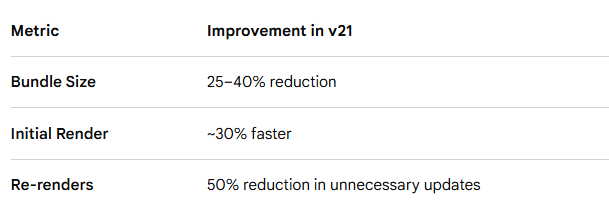 Metric Improvement in v21
Bundle Size 25–40% reduction
Initial Render ~30% faster
Re-renders 50% reduction in unnecessary updates